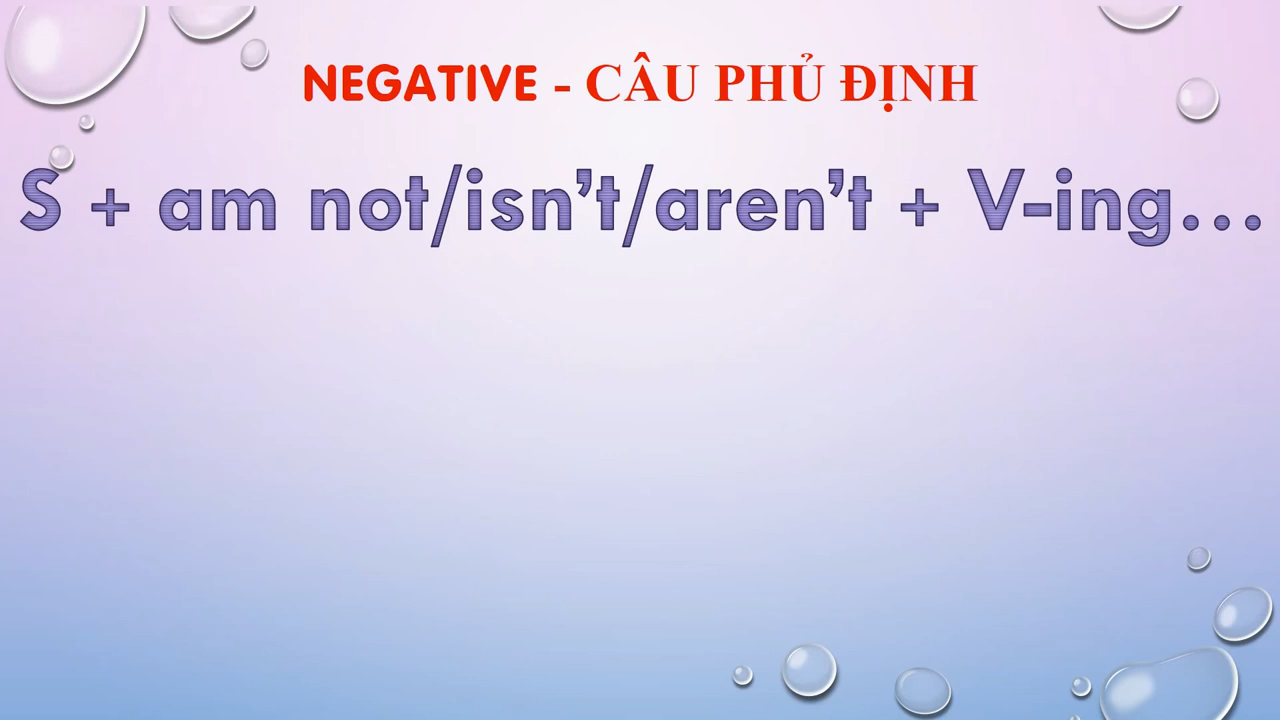 NEGATIVE - CÂU PHỦ ĐỊNH
S + am not/isn’t/aren’t + V-ing…